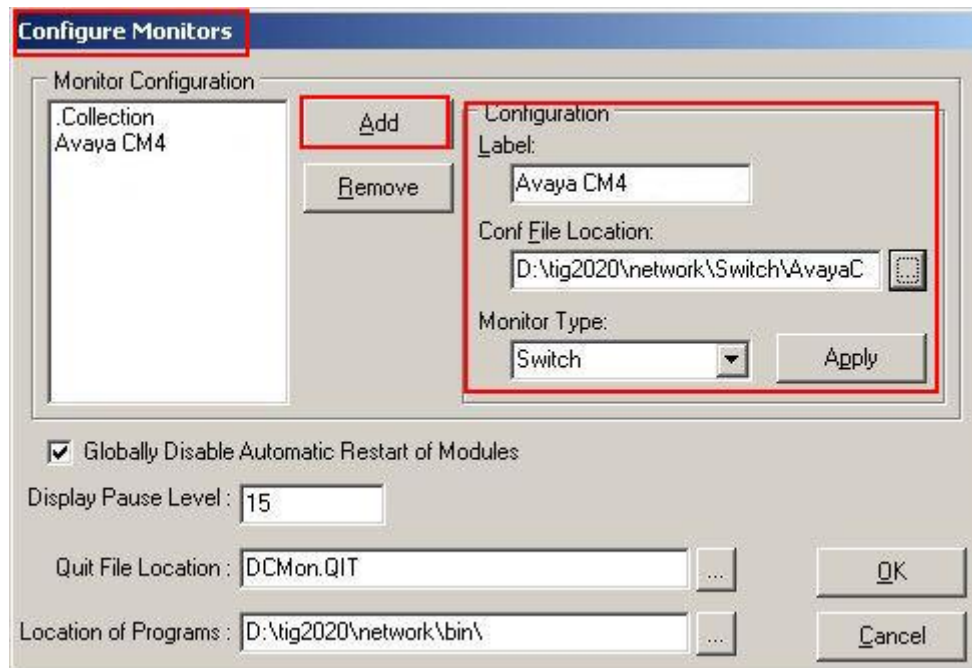 Configure Monitors
Monitor Configuration
.Collection
Avaya CM4
Add
Remove
Configuration
Label:
Avaya CM4
Conf File Location:
D:\tig2020\network\Switch\AvayaC
...
Monitor Type:
Switch
Apply
Globally Disable Automatic Restart of Modules
Display Pause Level : 15
Quit File Location : DCMon.QIT ...
OK
Location of Programs : D:\tig2020\network\bin\ ...
Cancel